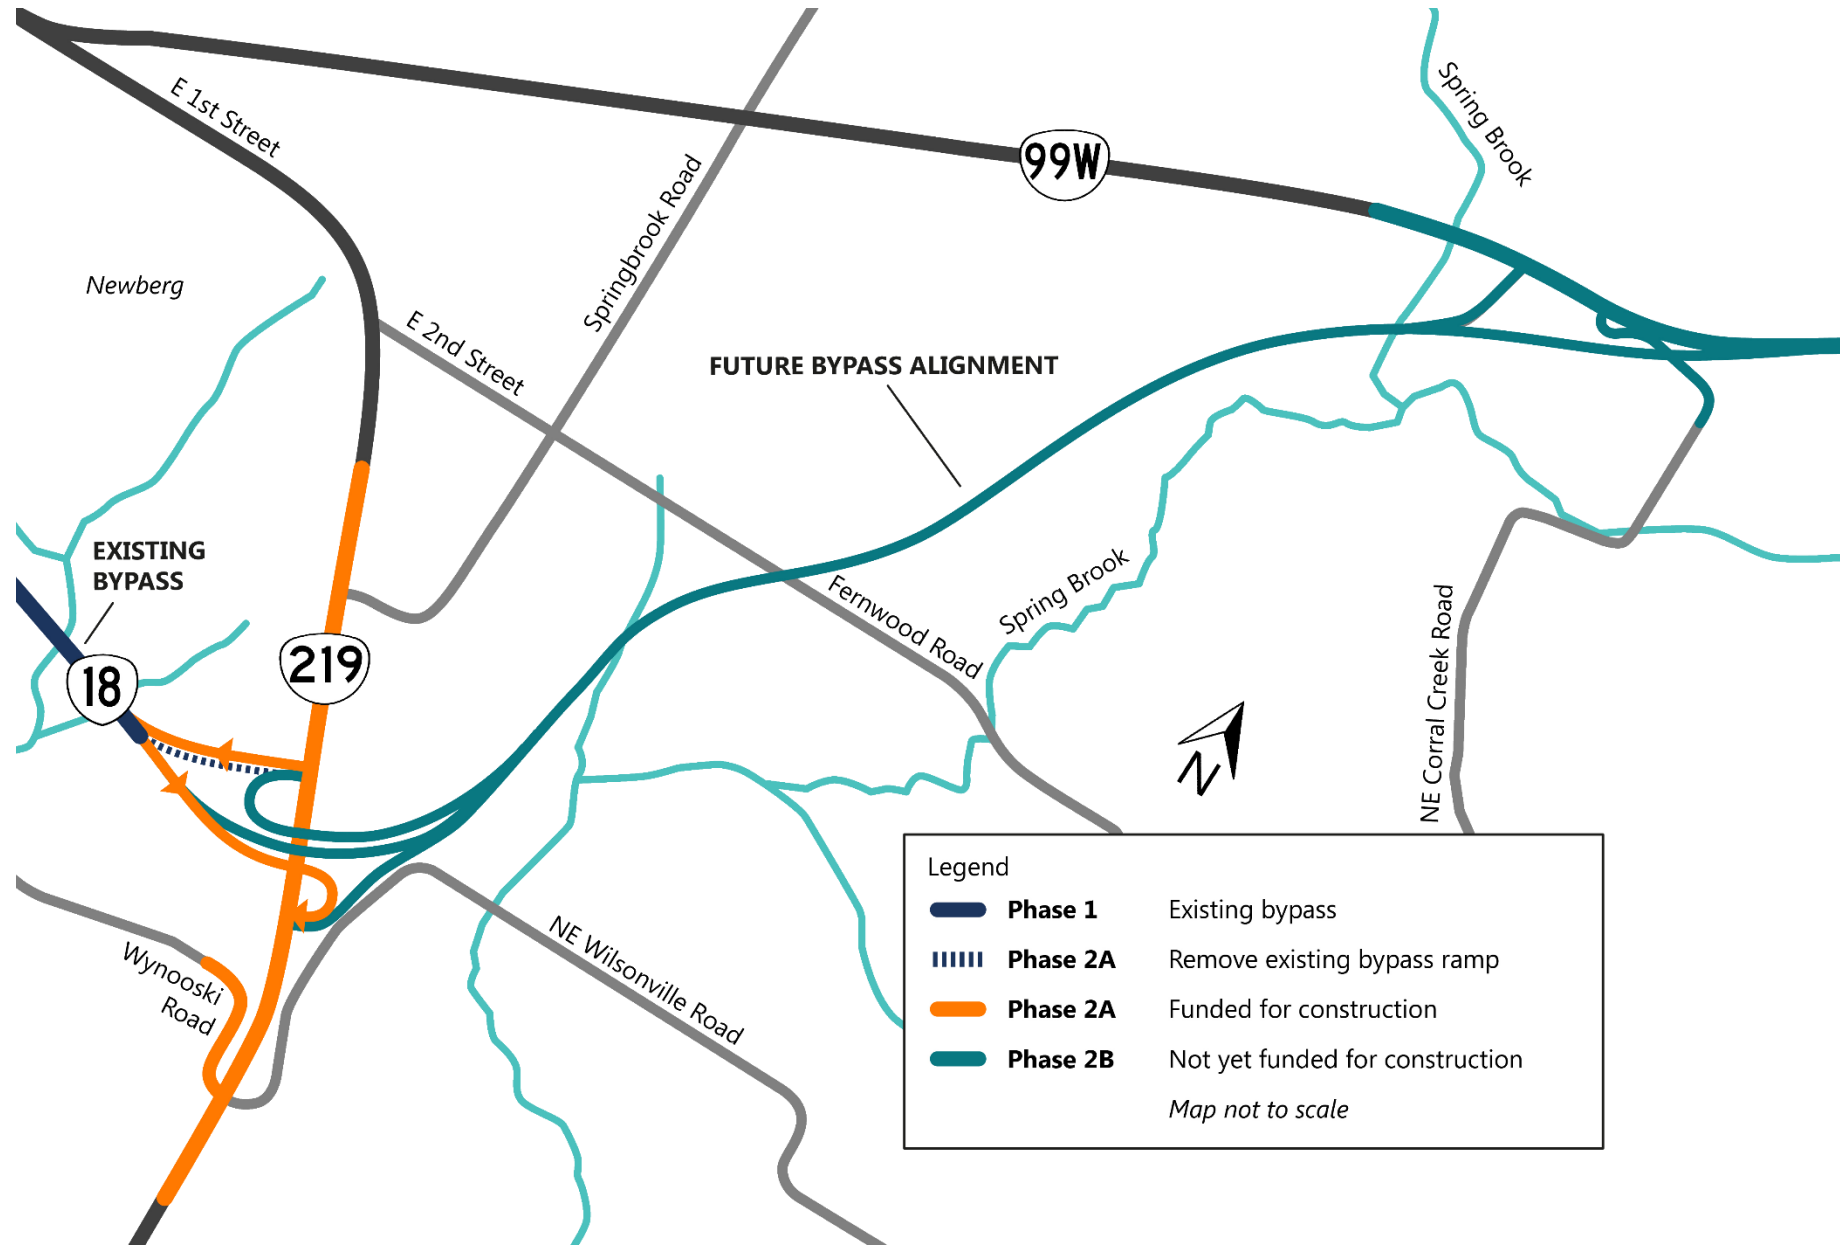 E 1st Street
Spring Brook
99W
Springbrook Road
Newberg
E 2nd Street
FUTURE BYPASS ALIGNMENT
EXISTING
BYPASS
Spring Brook
Fernwood Road
NE Corral Creek Road
219
18
N
Wynooski
Road
NE Wilsonville Road
Legend
Phase 1 Existing bypass
Phase 2A Remove existing bypass ramp
Phase 2A Funded for construction
Phase 2B Not yet funded for construction
Map not to scale